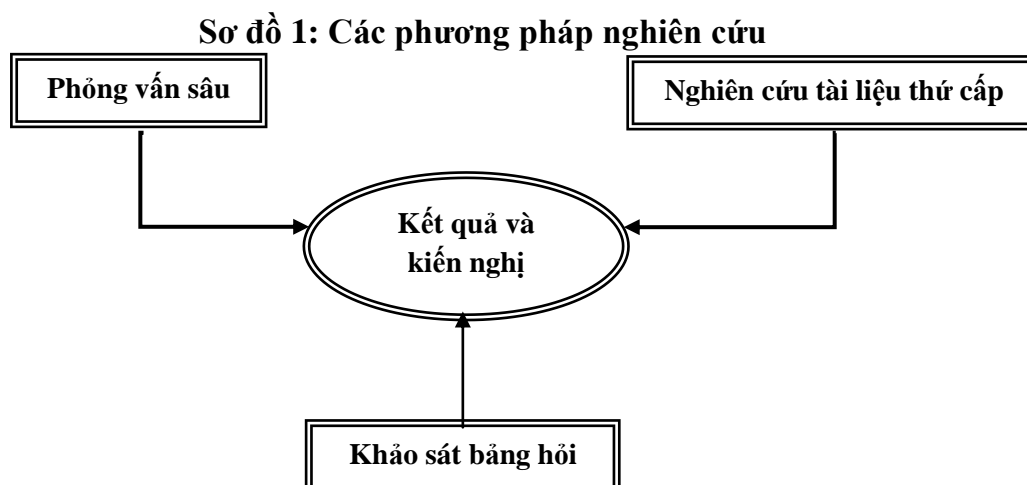 Sơ đồ 1: Các phương pháp nghiên cứu
Phỏng vấn sâu
Nghiên cứu tài liệu thứ cấp
Kết quả và
kiến nghị
Khảo sát bảng hỏi